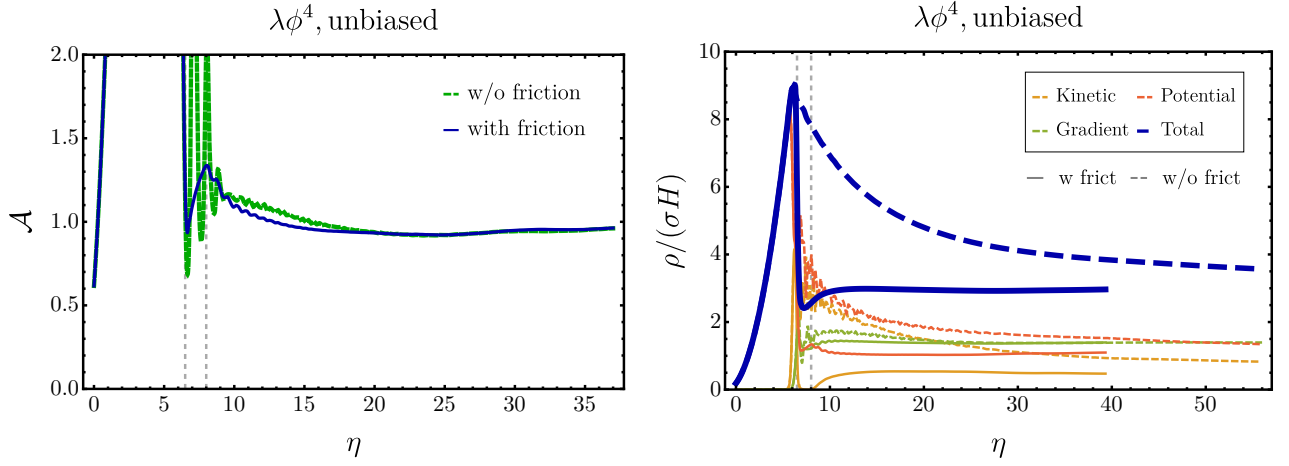 λϕ⁴, unbiased
2.0
1.5
1.0
0.5
0.0
𝒜
w/o friction
with friction
0 5 10 15 20 25 30 35
η
λϕ⁴, unbiased
10
8
6
4
2
0
ρ/(σH)
Kinetic Potential
Gradient Total
w frict w/o frict
0 10 20 30 40 50
η